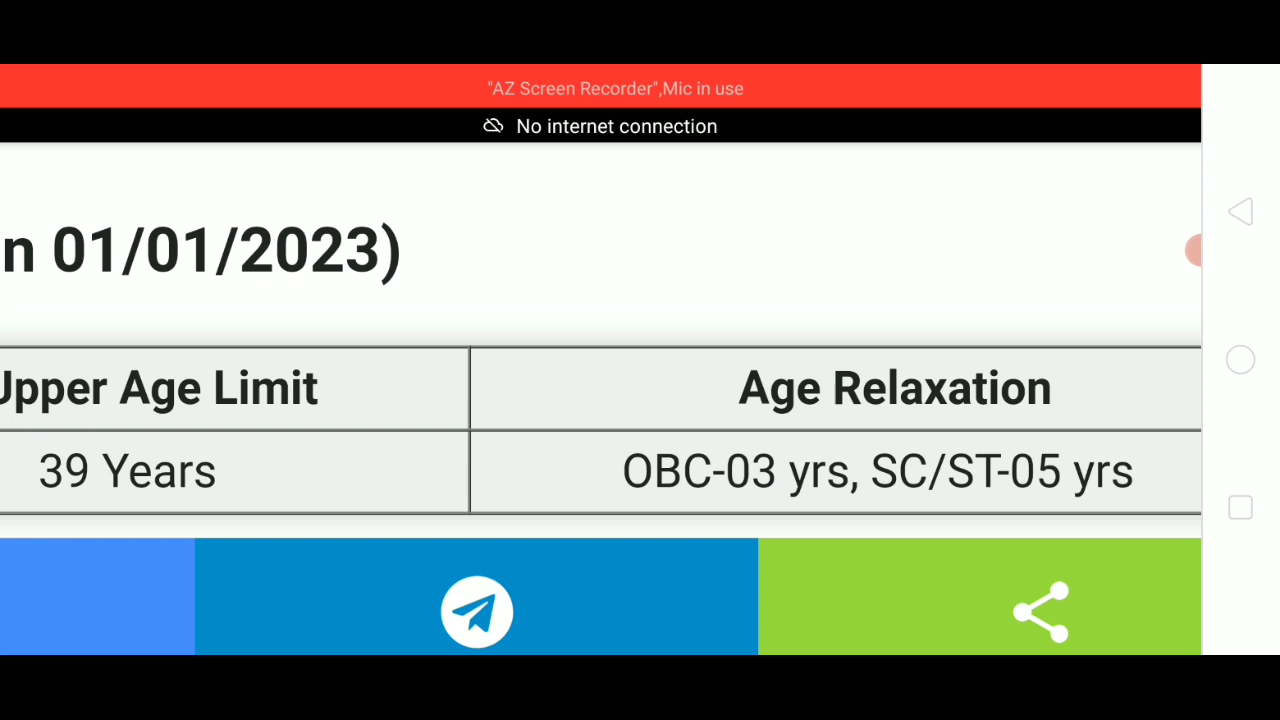 "AZ Screen Recorder",Mic in use
No internet connection
n 01/01/2023)
Upper Age Limit
Age Relaxation
39 Years
OBC-03 yrs, SC/ST-05 yrs